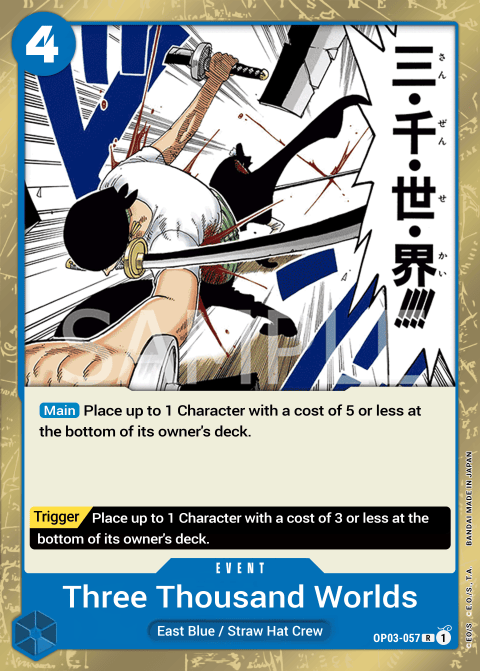 BLUE EVENT
4
三・千・世・界!!!!
さん ぜん せ かい
SAMPLE
Main Place up to 1 Character with a cost of 5 or less at
the bottom of its owner's deck.
Trigger Place up to 1 Character with a cost of 3 or less at the
bottom of its owner's deck.
EVENT
Three Thousand Worlds
East Blue / Straw Hat Crew
OP03-057 R 1
BANDAI MADE IN JAPAN
©E.O./S. ©E.O./S., T.A.